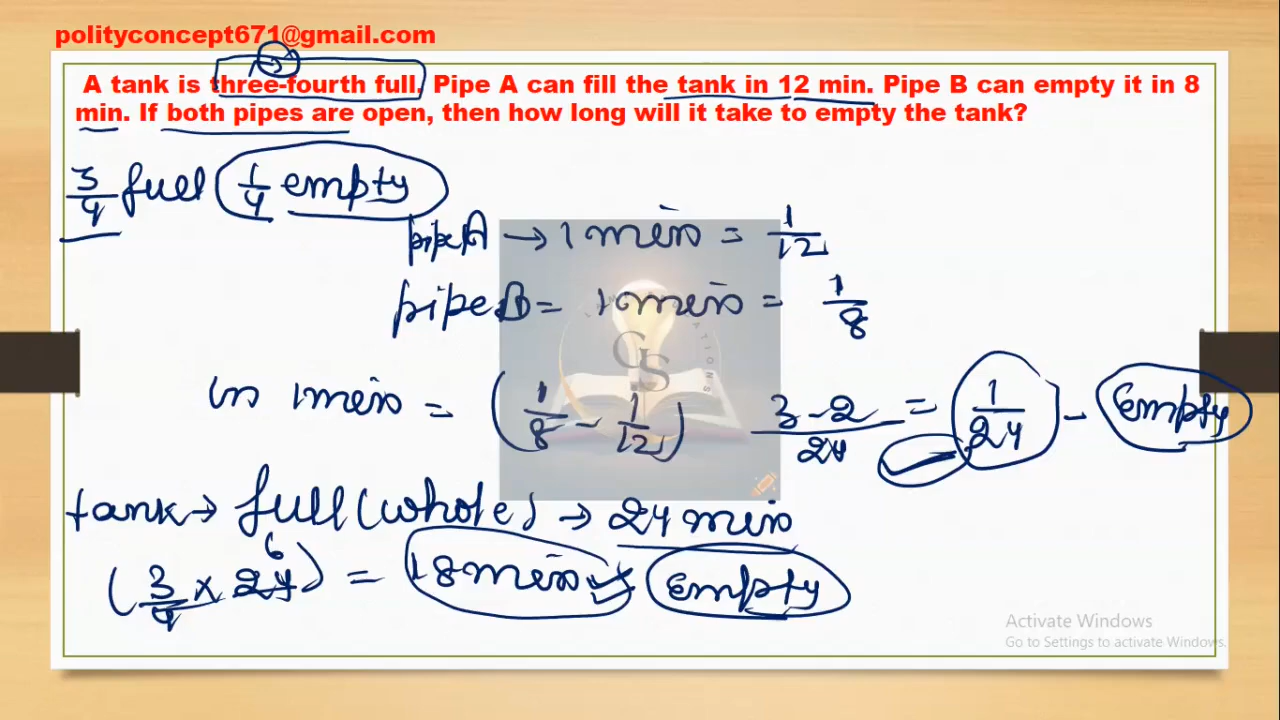 polityconcept671@gmail.com
A tank is three-fourth full. Pipe A can fill the tank in 12 min. Pipe B can empty it in 8
min. If both pipes are open, then how long will it take to empty the tank?
3/4 full 1/4 empty
pipe A → 1 min = 1/12
pipe B = 1 min = 1/8
in 1 min = (1/8 - 1/12) 3-2/24 = 1/24 - Empty
tank → full (whole) → 24 min
6
(3/4 x 24) = 18 min Empty
GS
Activate Windows
Go to Settings to activate Windows.